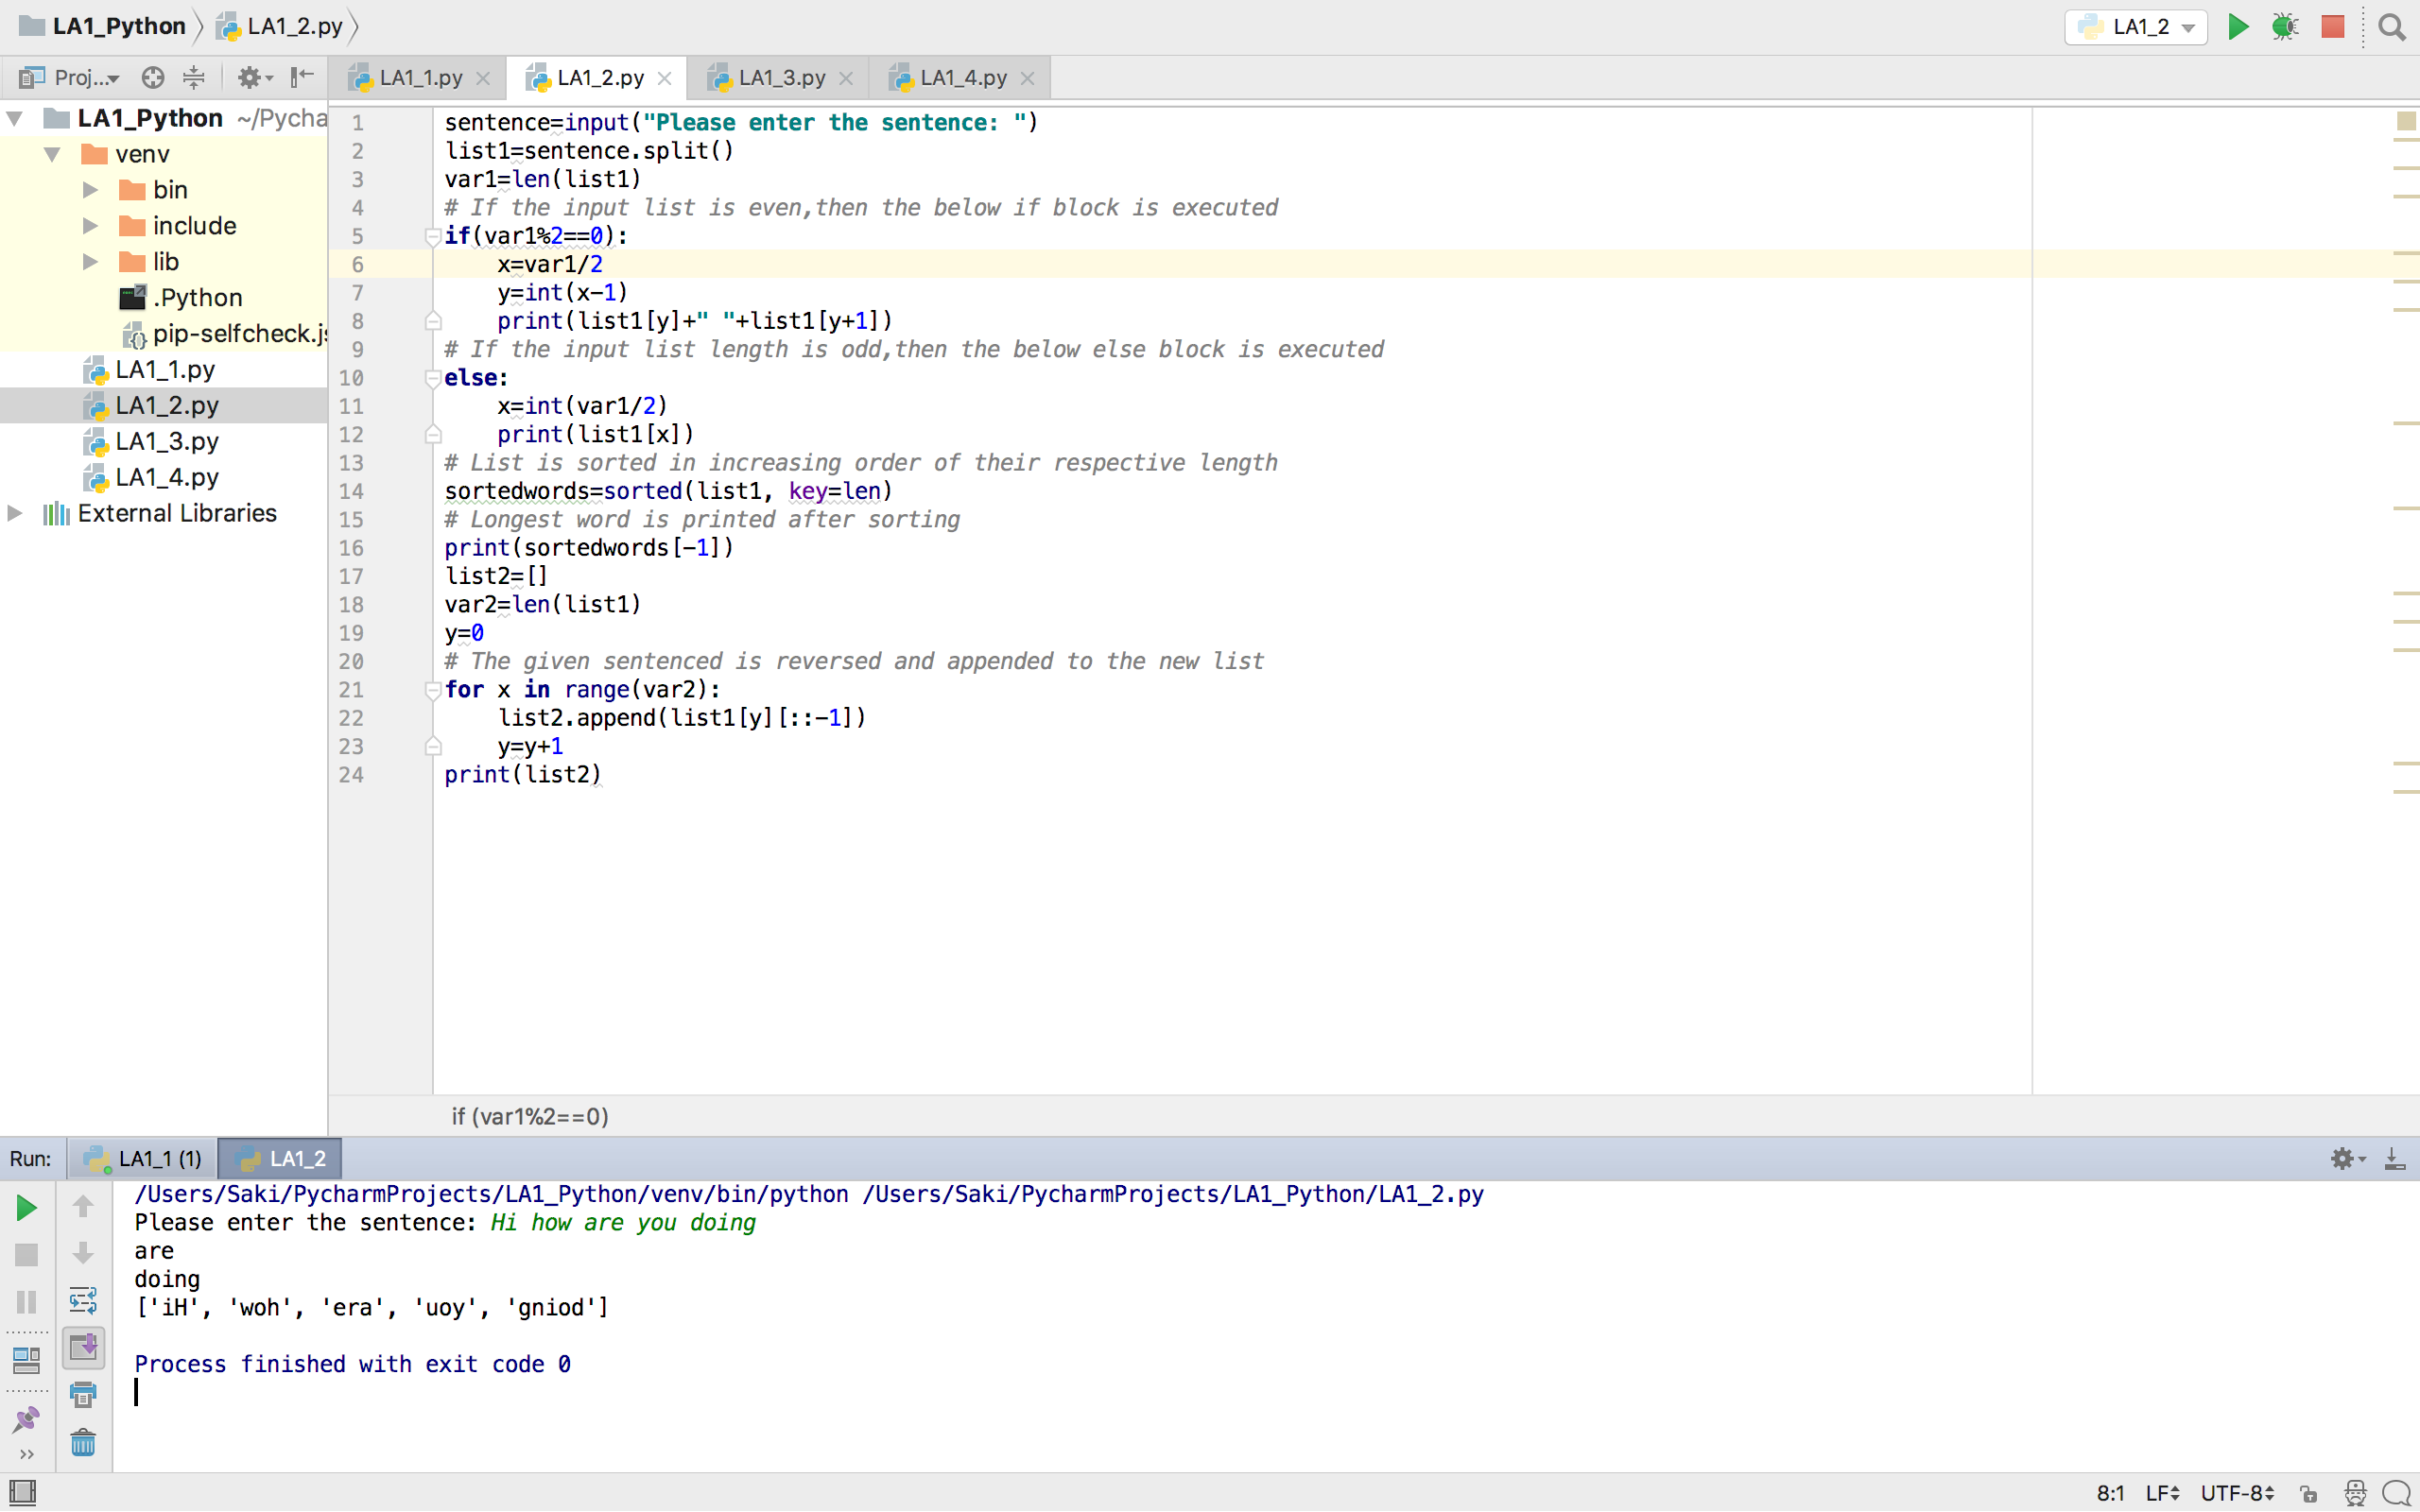 LA1_Python LA1_2.py LA1_2
Proj... LA1_1.py LA1_2.py LA1_3.py LA1_4.py
LA1_Python ~/Pycha
venv
bin
include
lib
.Python
pip-selfcheck.js
LA1_1.py
LA1_2.py
LA1_3.py
LA1_4.py
External Libraries
1 sentence=input("Please enter the sentence: ")
2 list1=sentence.split()
3 var1=len(list1)
4 # If the input list is even,then the below if block is executed
5 if(var1%2==0):
6     x=var1/2
7     y=int(x-1)
8     print(list1[y]+" "+list1[y+1])
9 # If the input list length is odd,then the below else block is executed
10 else:
11     x=int(var1/2)
12     print(list1[x])
13 # List is sorted in increasing order of their respective length
14 sortedwords=sorted(list1, key=len)
15 # Longest word is printed after sorting
16 print(sortedwords[-1])
17 list2=[]
18 var2=len(list1)
19 y=0
20 # The given sentenced is reversed and appended to the new list
21 for x in range(var2):
22     list2.append(list1[y][::-1])
23     y=y+1
24 print(list2)
if (var1%2==0)
Run: LA1_1 (1) LA1_2
/Users/Saki/PycharmProjects/LA1_Python/venv/bin/python /Users/Saki/PycharmProjects/LA1_Python/LA1_2.py
Please enter the sentence: Hi how are you doing
are
doing
['iH', 'woh', 'era', 'uoy', 'gniod']
Process finished with exit code 0
8:1 LF UTF-8